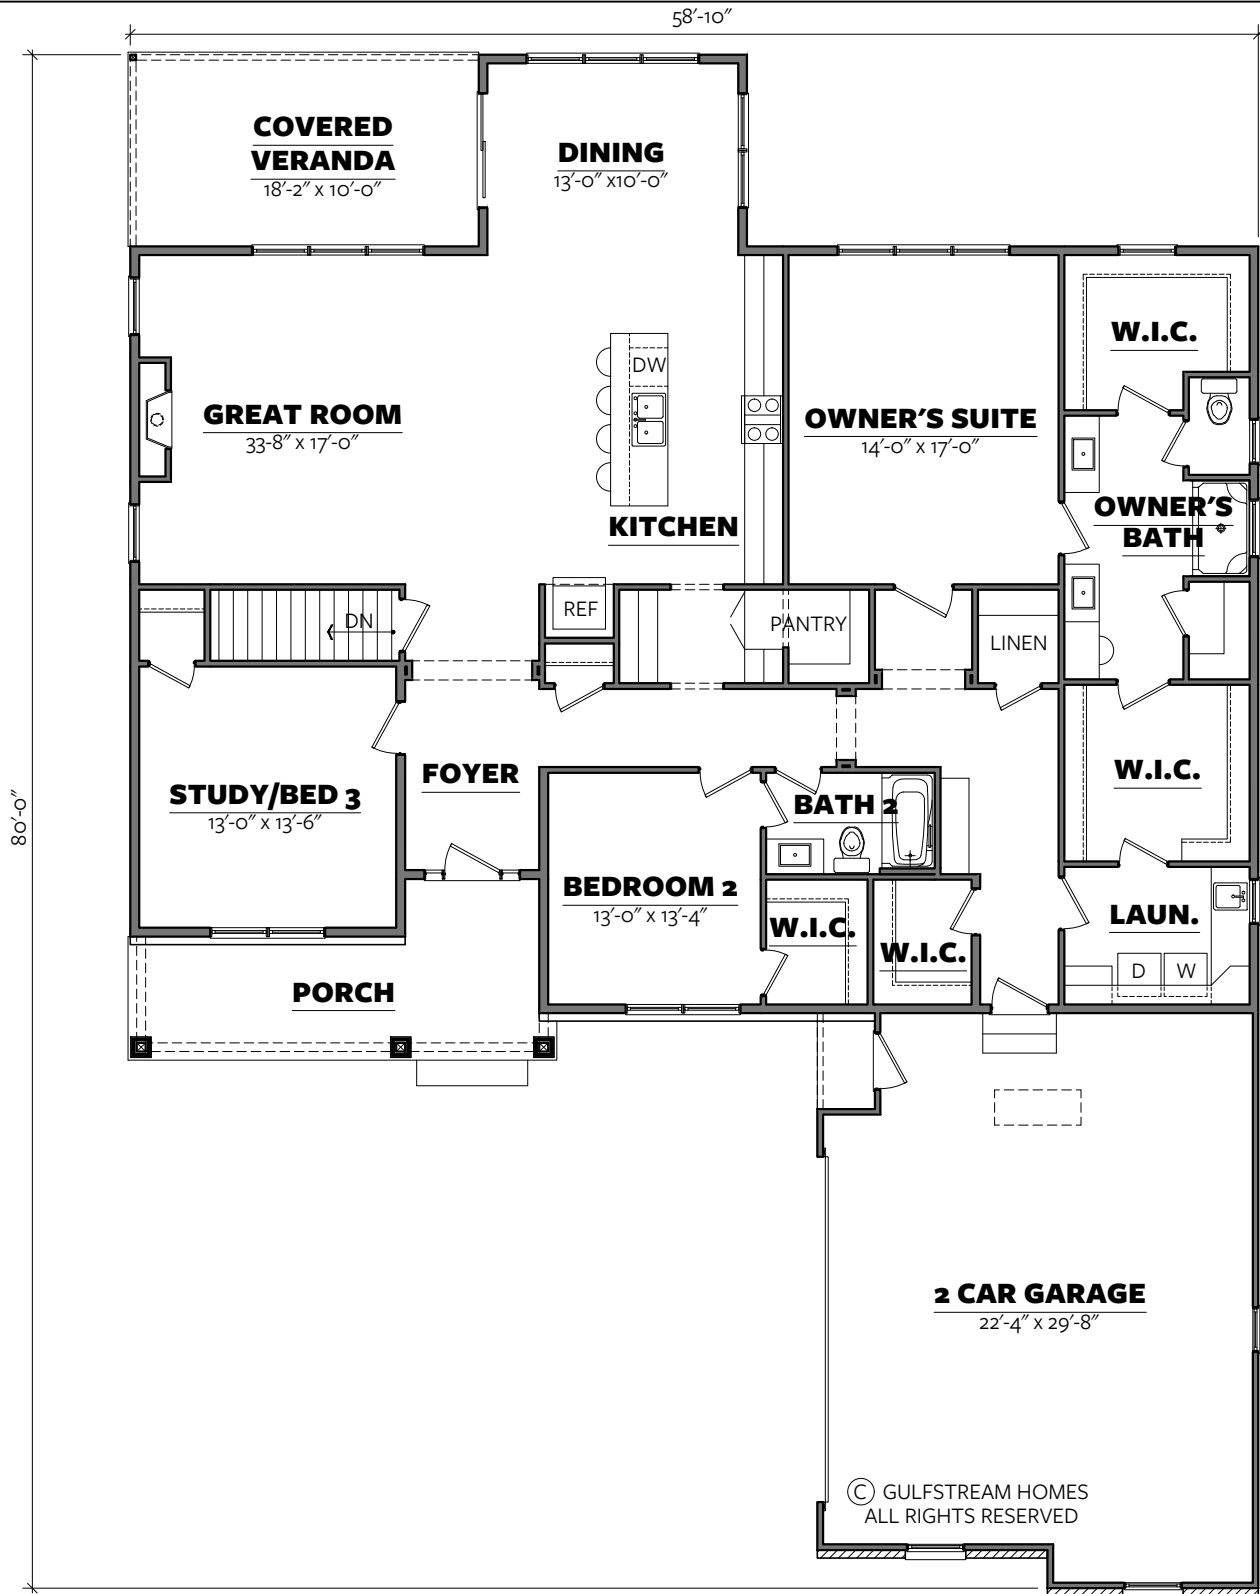 58'-10"
COVERED
VERANDA
18'-2" x 10'-0"
DINING
13'-0" x10'-0"
W.I.C.
DW
GREAT ROOM
33-8" x 17'-0"
OWNER'S SUITE
14'-0" x 17'-0"
KITCHEN
OWNER'S
BATH
REF
DN
PANTRY
LINEN
80'-0"
STUDY/BED 3
13'-0" x 13'-6"
FOYER
BATH 2
W.I.C.
BEDROOM 2
13'-0" x 13'-4"
W.I.C.
W.I.C.
LAUN.
D
W
PORCH
2 CAR GARAGE
22'-4" x 29'-8"
© GULFSTREAM HOMES
ALL RIGHTS RESERVED